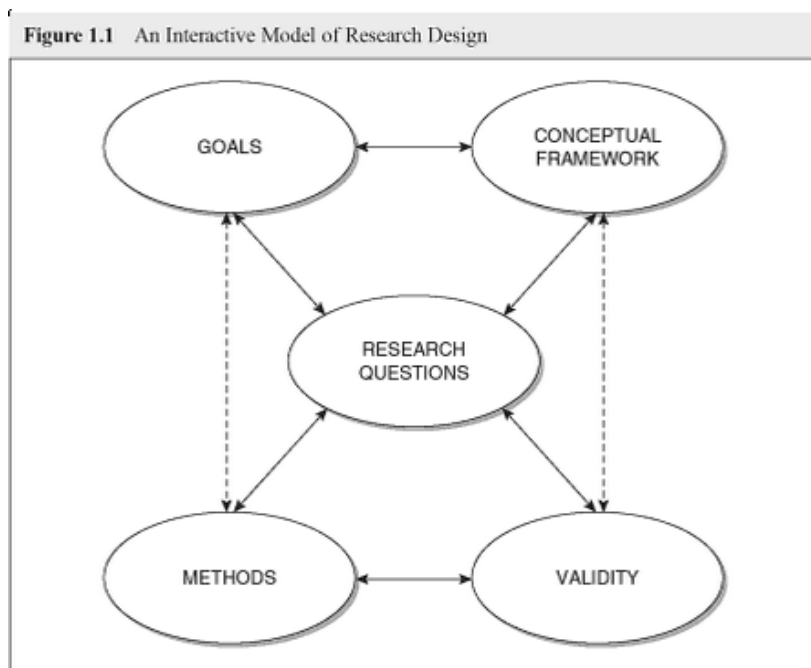 Figure 1.1 An Interactive Model of Research Design
GOALS
CONCEPTUAL
FRAMEWORK
RESEARCH
QUESTIONS
METHODS
VALIDITY